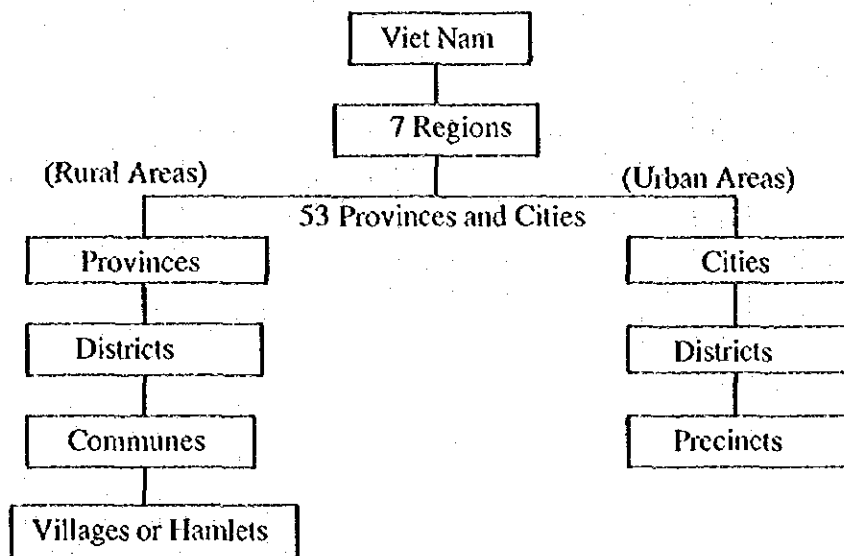 Viet Nam
7 Regions
(Rural Areas) (Urban Areas)
53 Provinces and Cities
Provinces Cities
Districts Districts
Communes Precincts
Villages or Hamlets